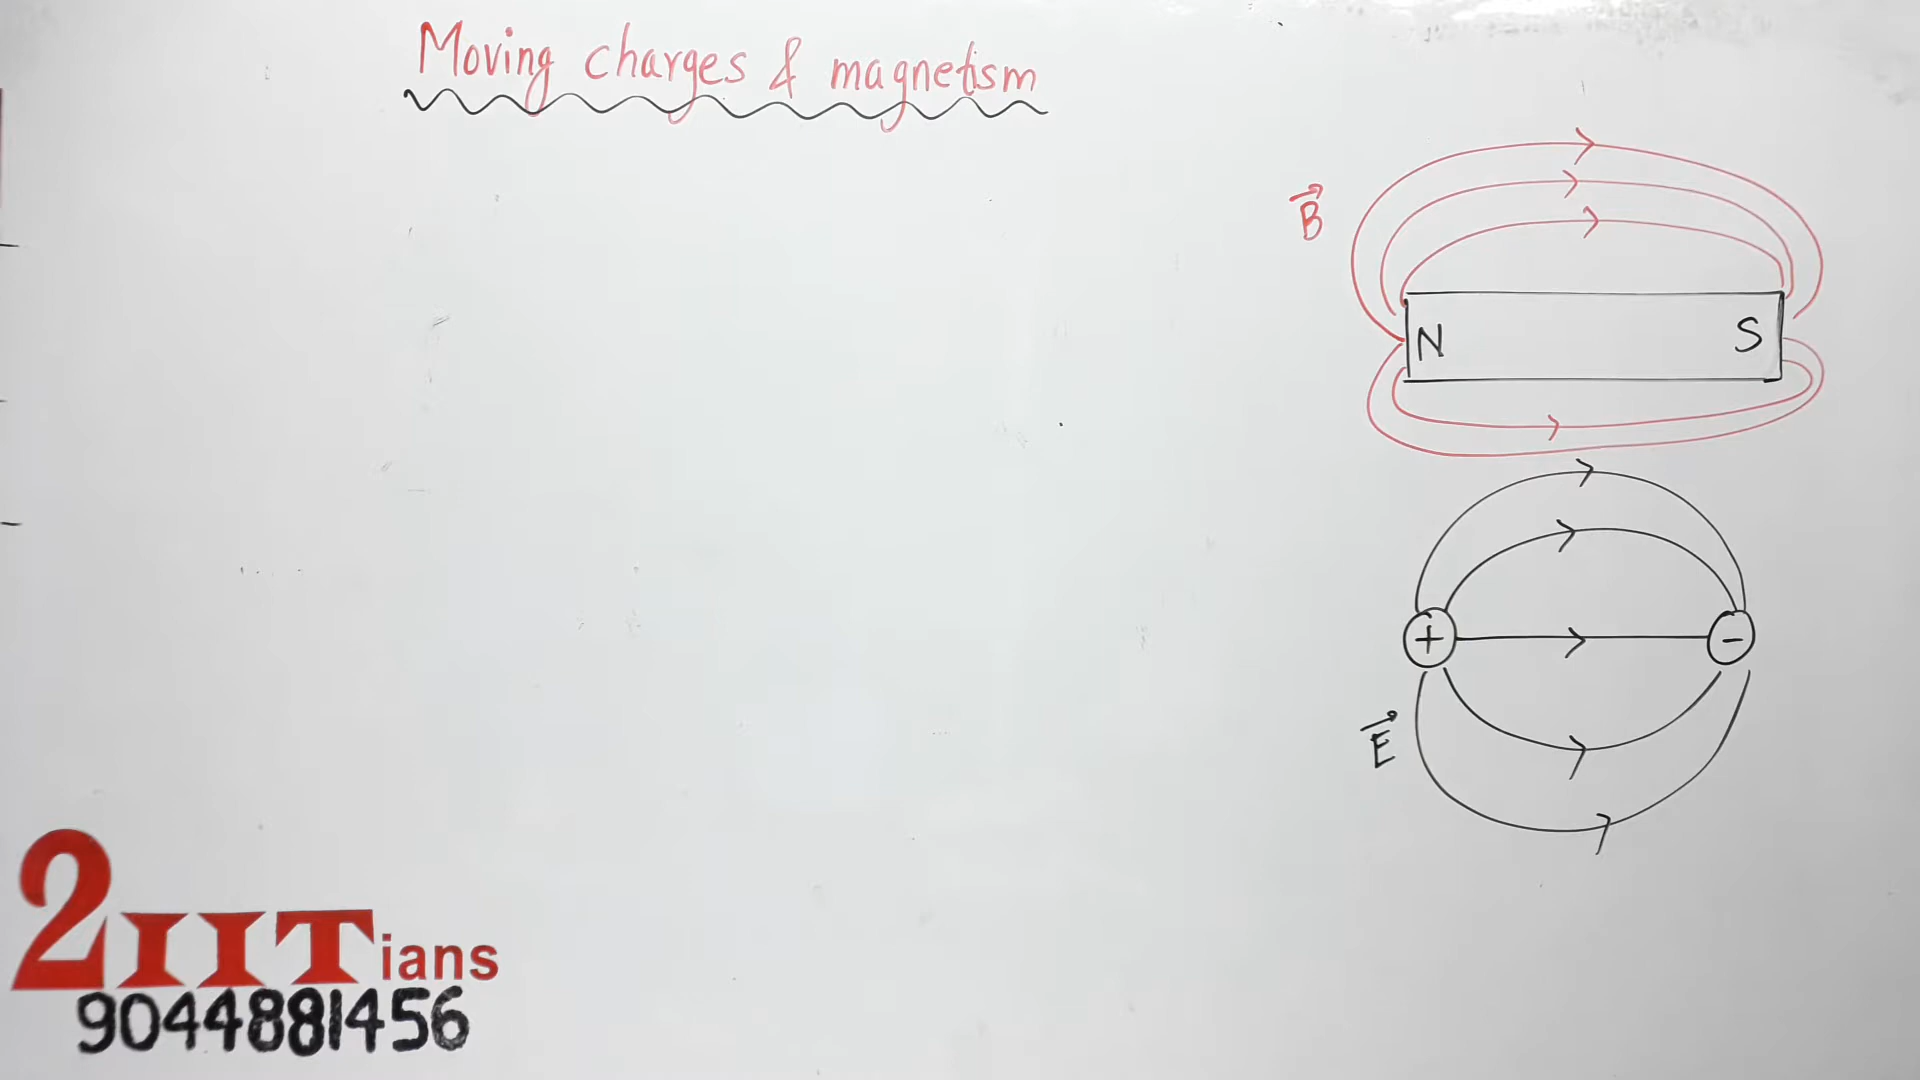 Moving charges & magnetism
B
N S
+ -
E
2IITians
9044881456